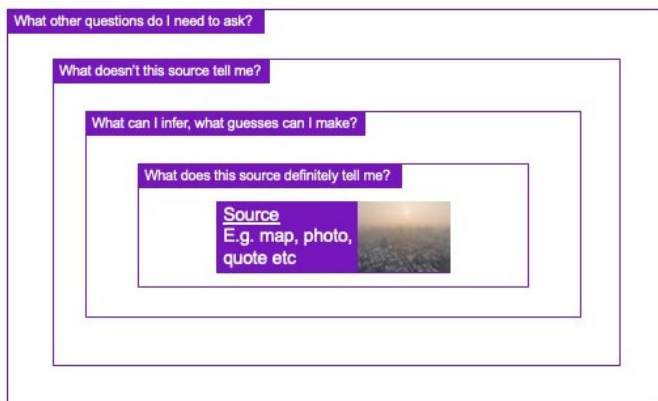 What other questions do I need to ask?
What doesn't this source tell me?
What can I infer, what guesses can I make?
What does this source definitely tell me?
Source
E.g. map, photo,
quote etc